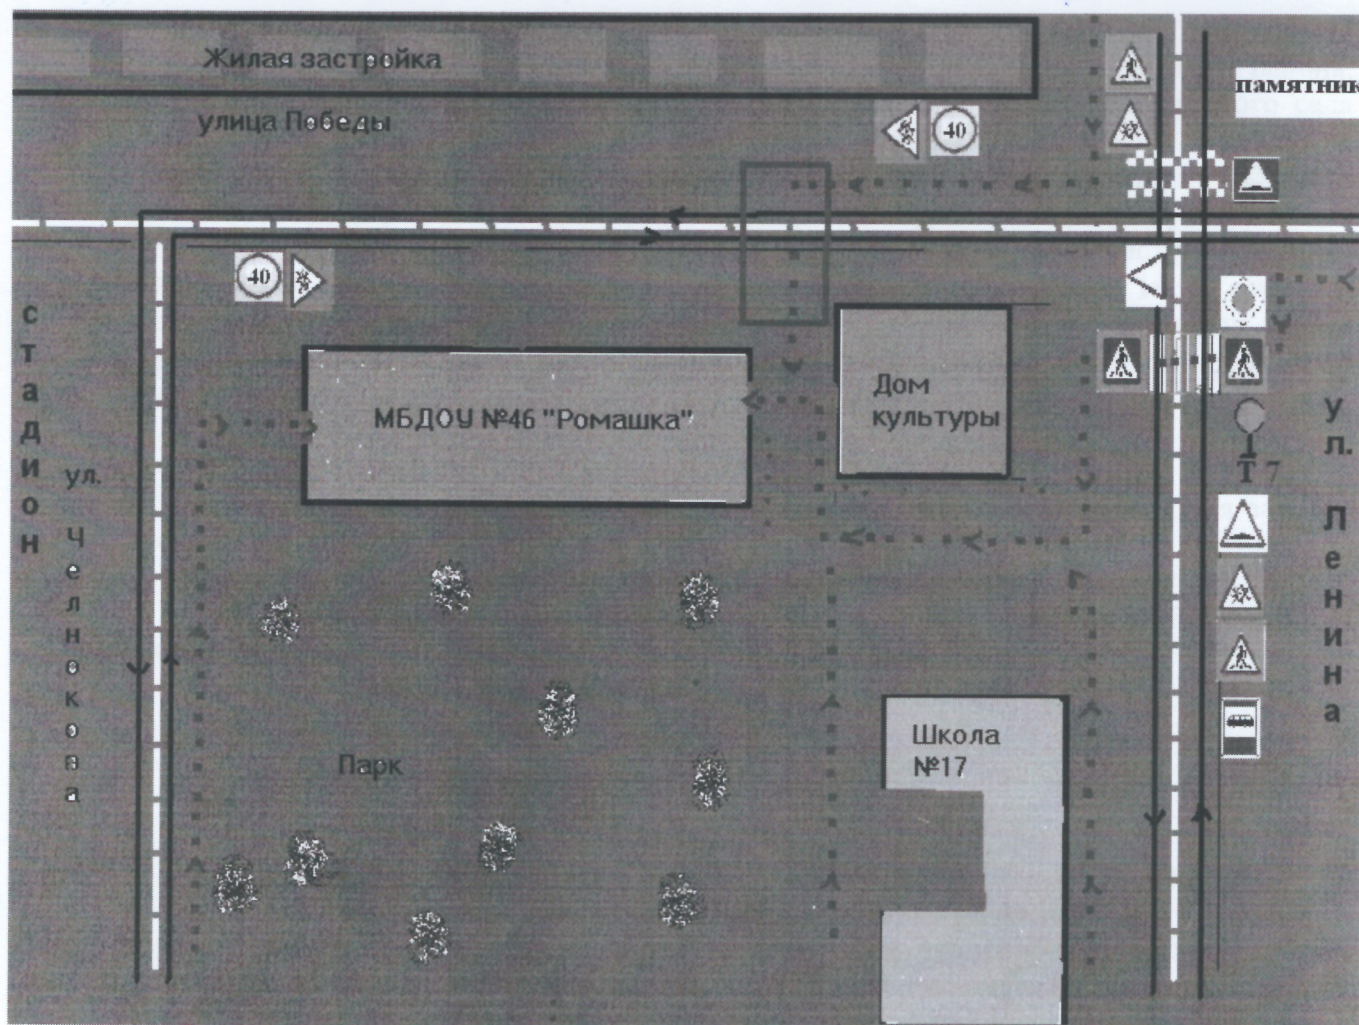 Жилая застройка
улица Победы
40
памятник
40
стадион
МБДОУ №46 "Ромашка"
Дом
культуры
ул.
Челнокова
Т 7
ул.
Ленина
Школа
№17
Парк